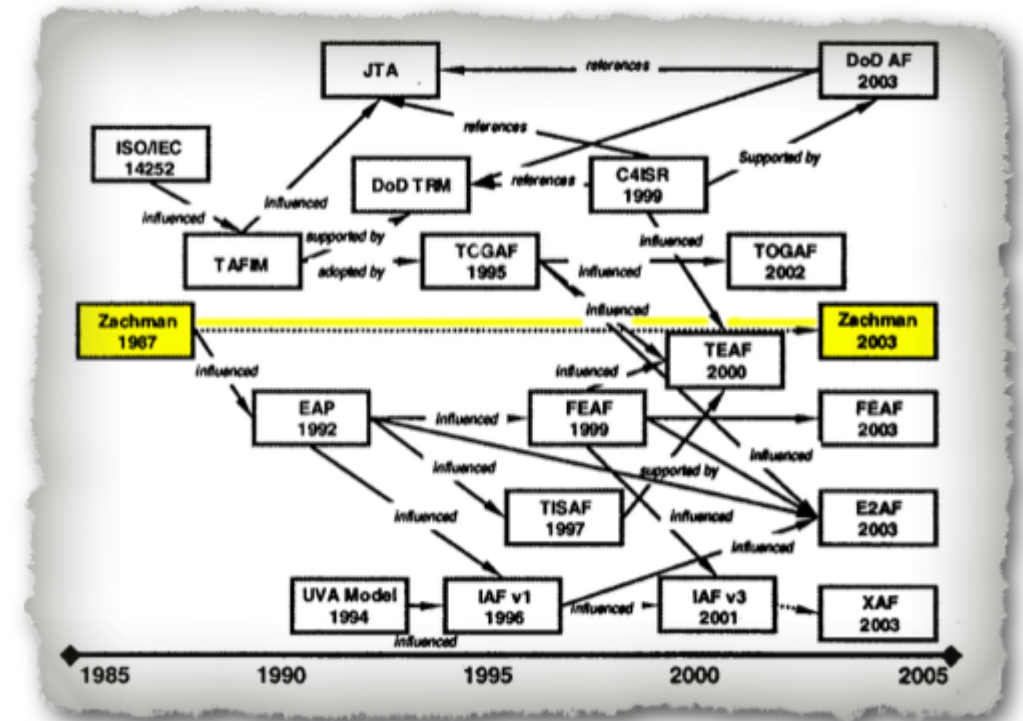 JTA
references
DoD AF
2003
references
ISO/IEC
14252
Supported by
DoD TRM
references
C4ISR
1999
influenced
influenced
supported by
influenced
TAFIM
adopted by
TOGAF
1995
influenced
TOGAF
2002
influenced
Zachman
1987
Zachman
2003
TEAF
2000
influenced
influenced
EAP
1992
influenced
FEAF
1999
FEAF
2003
influenced
influenced
supported by
TISAF
1997
E2AF
2003
influenced
influenced
influenced
UVA Model
1994
IAF v1
1996
influenced
IAF v3
2001
XAF
2003
influenced
1985
1990
1995
2000
2005